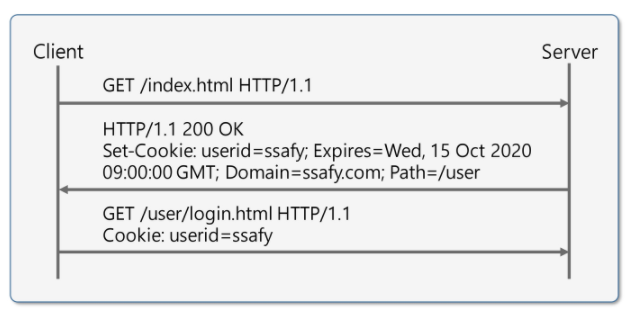 Client
Server
GET /index.html HTTP/1.1
HTTP/1.1 200 OK
Set-Cookie: userid=ssafy; Expires=Wed, 15 Oct 2020
09:00:00 GMT; Domain=ssafy.com; Path=/user
GET /user/login.html HTTP/1.1
Cookie: userid=ssafy